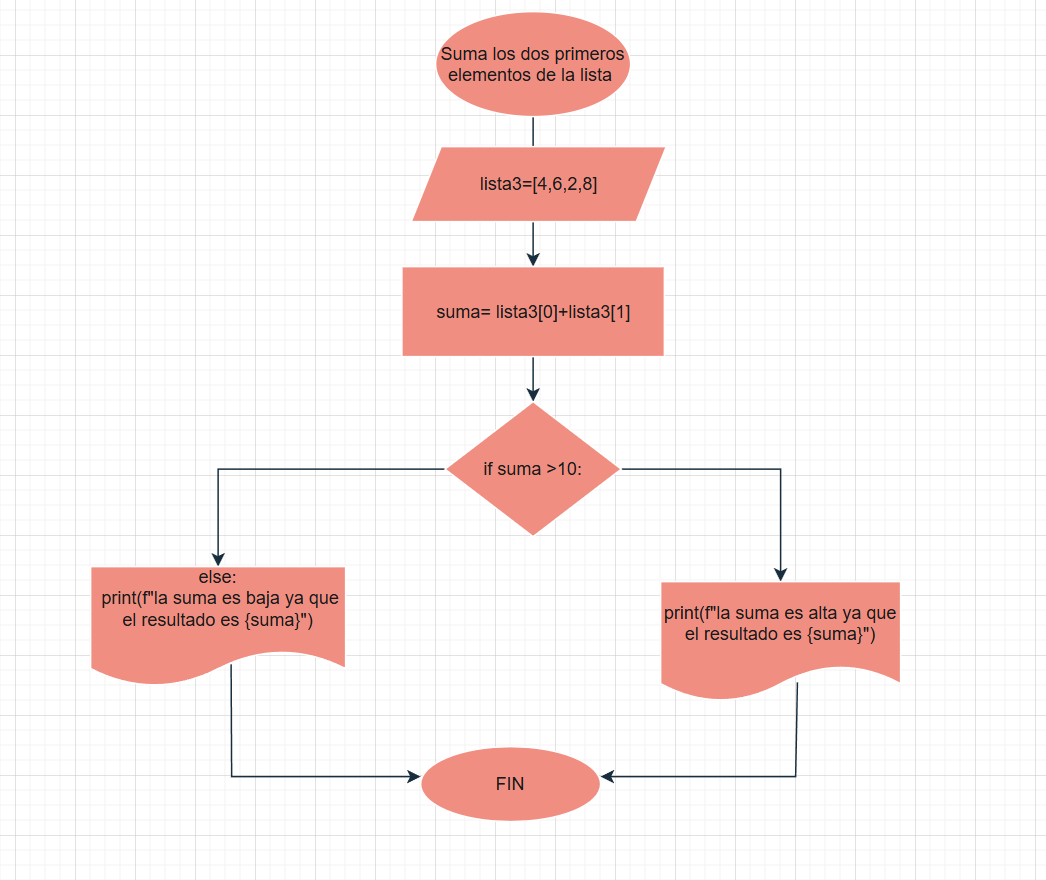 Suma los dos primeros
elementos de la lista
lista3=[4,6,2,8]
suma= lista3[0]+lista3[1]
if suma >10:
else:
print(f"la suma es baja ya que
el resultado es {suma}")
print(f"la suma es alta ya que
el resultado es {suma}")
FIN